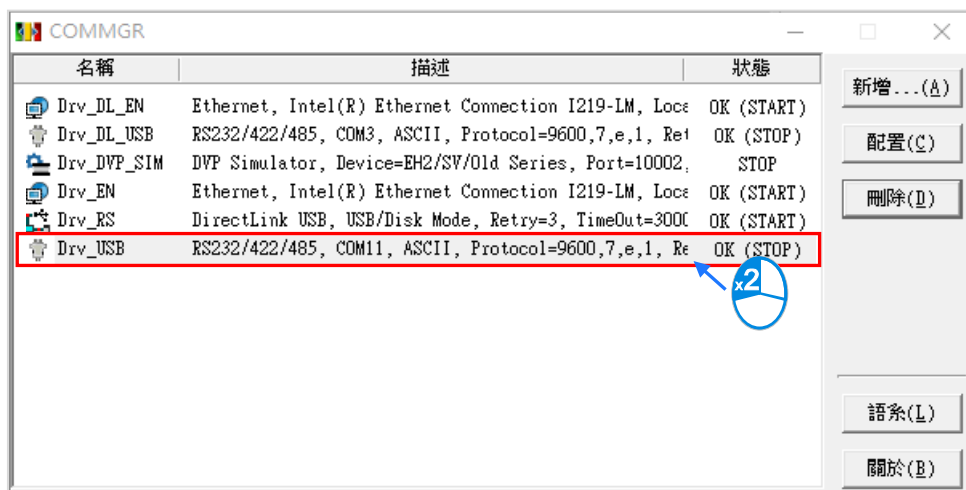 COMMGR
名稱 描述 狀態
Drv_DL_EN Ethernet, Intel(R) Ethernet Connection I219-LM, Loca OK (START)
Drv_DL_USB RS232/422/485, COM3, ASCII, Protocol=9600,7,e,1, Ret OK (STOP)
Drv_DVP_SIM DVP Simulator, Device=EH2/SV/Old Series, Port=10002, STOP
Drv_EN Ethernet, Intel(R) Ethernet Connection I219-LM, Loca OK (START)
Drv_RS DirectLink USB, USB/Disk Mode, Retry=3, TimeOut=3000 OK (START)
Drv_USB RS232/422/485, COM11, ASCII, Protocol=9600,7,e,1, Re OK (STOP)
x2
新增...(A)
配置(C)
刪除(D)
語系(L)
關於(B)